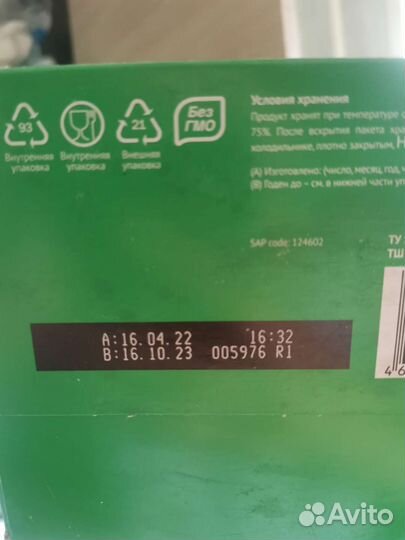 93
Внутренняя
упаковка
Внутренняя
упаковка
21
Внешняя
упаковка
Без
ГМО
Условия хранения
Продукт хранят при температуре
75%. После вскрытия пакета
холодильнике, плотно закрытым,
(А) Изготовлено: (число, месяц, год,
(В) Годен до – см. в нижней части
SAP code: 124602
ТУ
ТШ
A:16.04.22 16:32
B:16.10.23 005976 R1
4
Avito